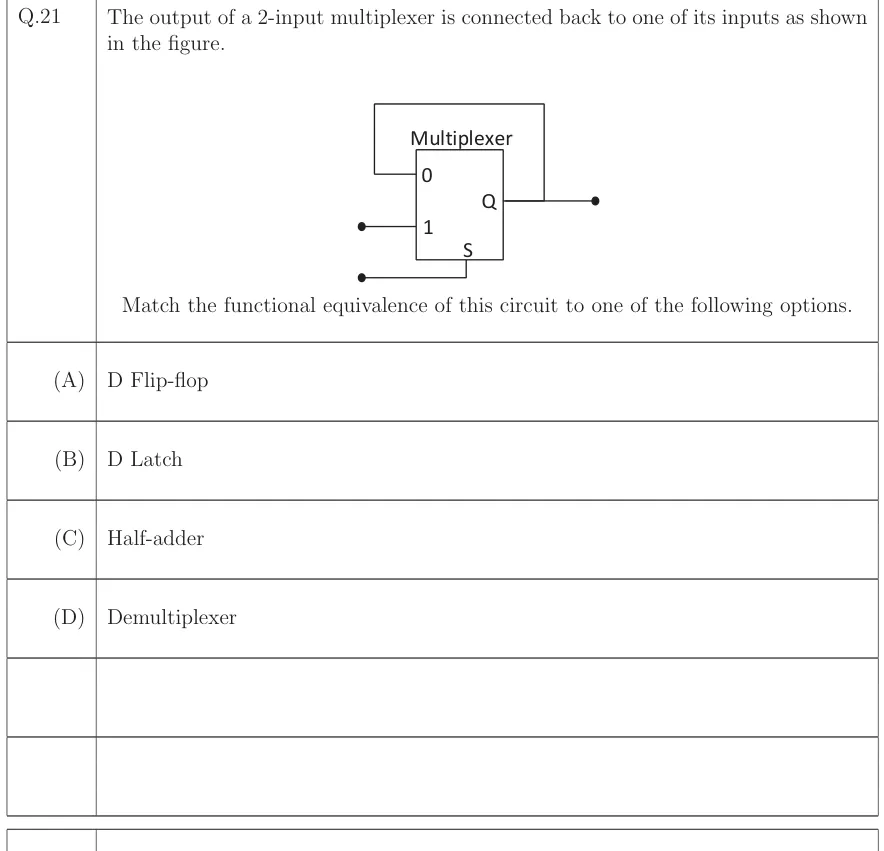 Q.21 The output of a 2-input multiplexer is connected back to one of its inputs as shown
in the figure.
Multiplexer
0
Q
1
S
Match the functional equivalence of this circuit to one of the following options.
(A) D Flip-flop
(B) D Latch
(C) Half-adder
(D) Demultiplexer